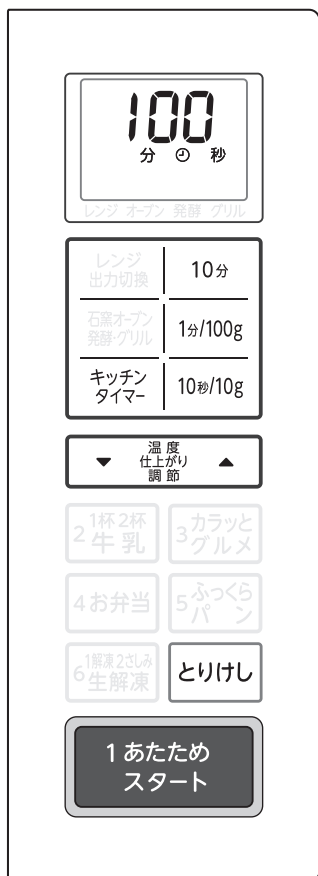 100
分 秒
レンジ オーブン 発酵 グリル
レンジ
出力切換
10分
石窯オーブン
発酵・グリル
1分/100g
キッチン
タイマー
10秒/10g
▼ 温度 ▲
仕上がり
調節
2 1杯2杯
牛乳
3 カラッと
グルメ
4 お弁当
5 ふっくら
パン
6 1解凍2さしみ
生解凍
とりけし
1 あたため
スタート